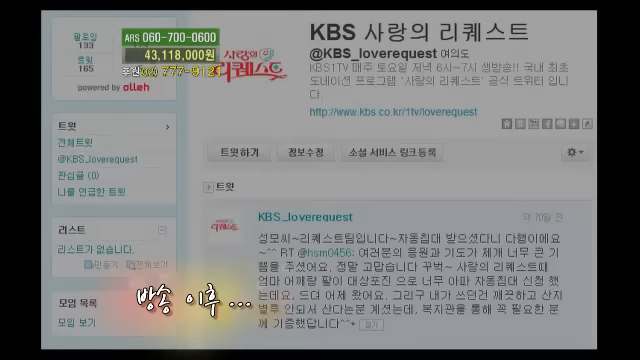 팔로잉
133
트윗
165
powered by olleh
ARS 060-700-0600
43,118,000원
후원 02) 777-9121
사랑의
리퀘스트
KBS 사랑의 리퀘스트
@KBS_loverequest 여의도
KBS1TV 매주 토요일 저녁 6시~7시 생방송!! 국내 최초
도네이션 프로그램 '사랑의 리퀘스트' 공식 트위터 입니
다.
http://www.kbs.co.kr/1tv/loverequest
트윗
전체트윗
@KBS_loverequest
관심글 (0)
나를 언급한 트윗
리스트
리스트가 없습니다.
만들기 전체보기
모임 목록
모임 보기
트윗하기 정보수정 소셜 서비스 링크등록
트윗
KBS_loverequest 약 70일 전
성모씨~리퀘스트팀입니다~자동침대 받으셨다니 다행이에요
~^^ RT @hsm0456: 여러분의 응원과 기도가 제개 너무 큰 기
쁨을 주셨어요. 정말 고맙습니다 꾸벅~ 사랑의 리퀘스트때
엄마 어깨랑 팔이 대상포진 으로 너무 아파 자동침대 신청 했
는데요, 드뎌 어제 왔어요. 그리구 내가 쓰던건 깨끗하고 산지
별루 안되서 산다는분 계셨는데, 복지관을 통해 꼭 필요한 분
께 기증했답니다^^* 접기
방송 이후 ...